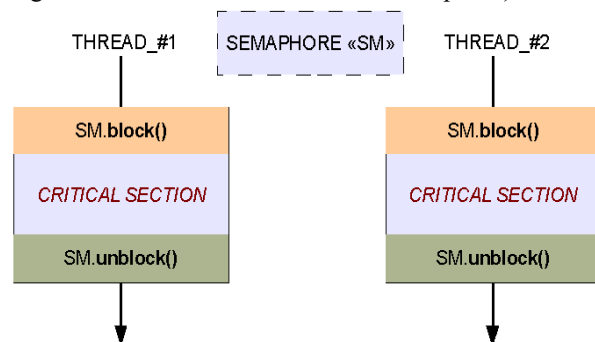 THREAD_#1
SEMAPHORE «SM»
THREAD_#2
SM.block()
SM.block()
CRITICAL SECTION
CRITICAL SECTION
SM.unblock()
SM.unblock()